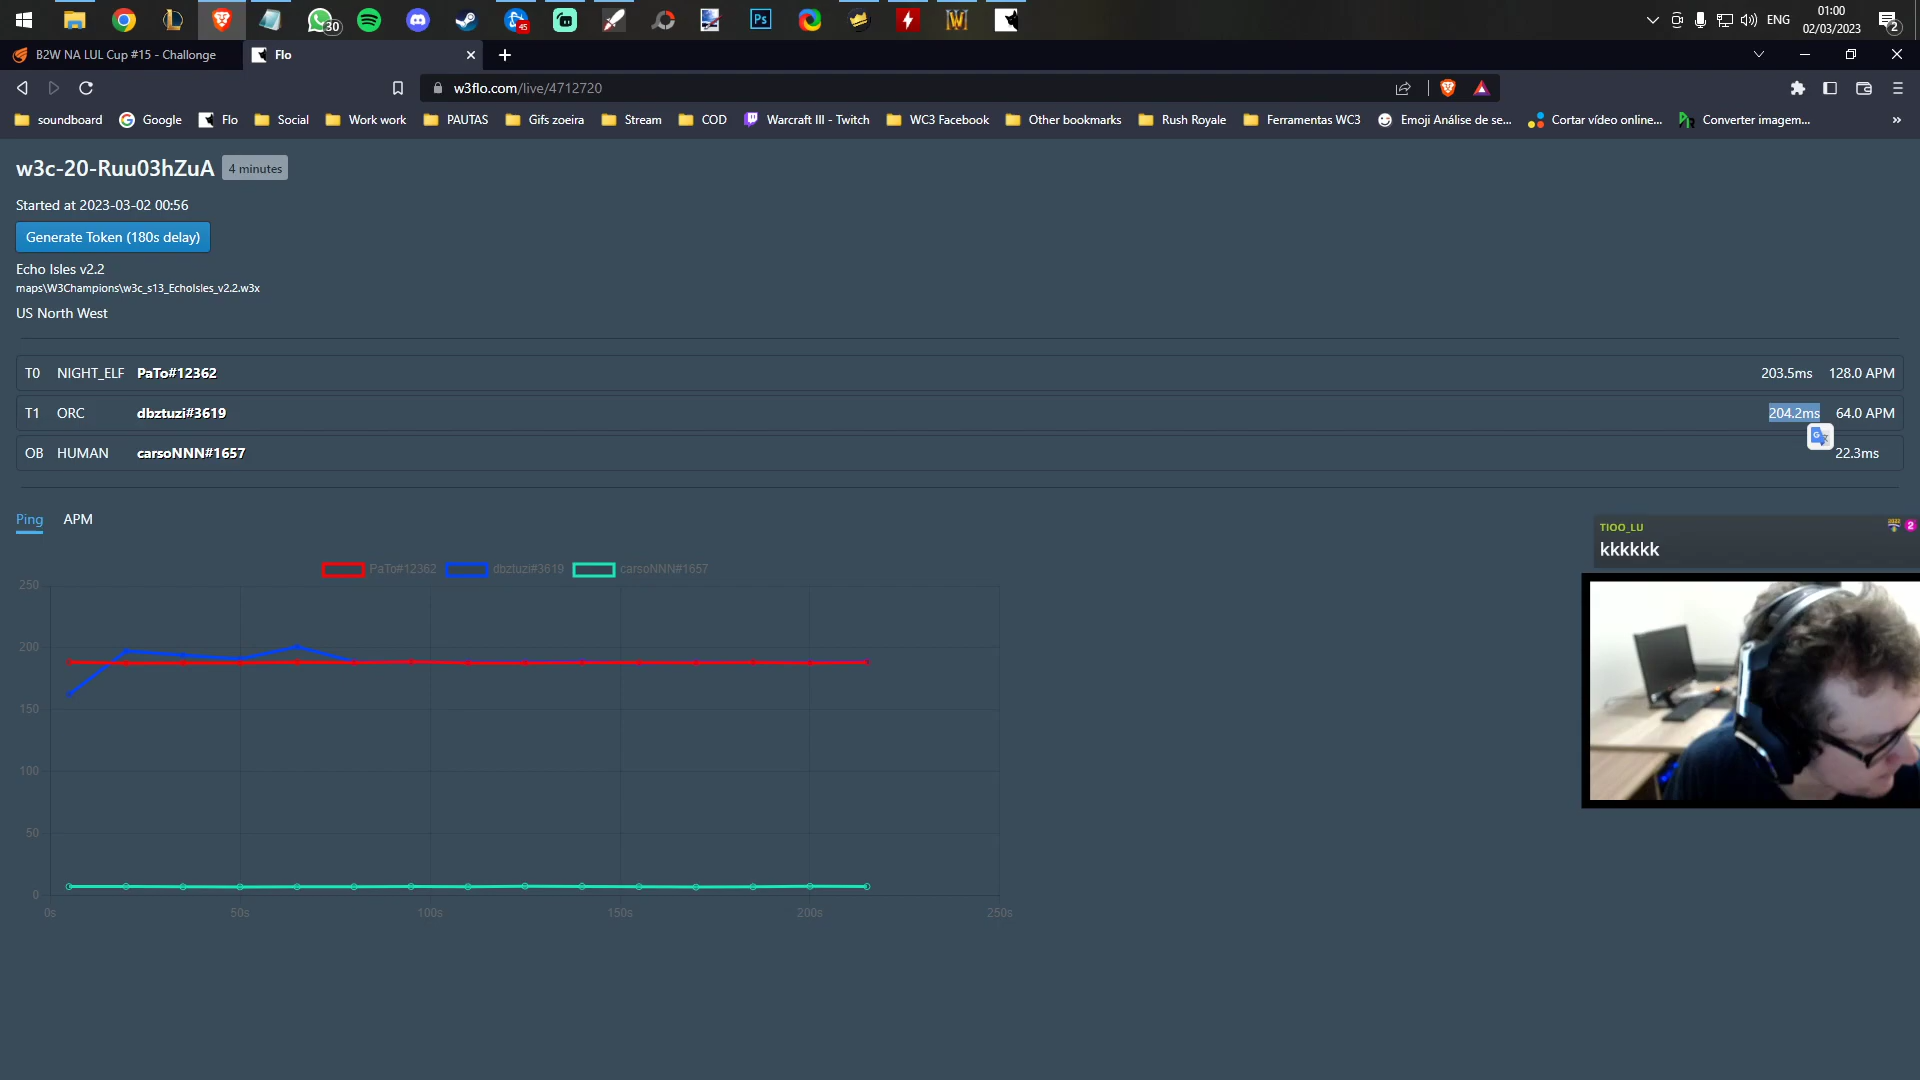 30
45
ENG
01:00
02/03/2023
2
B2W NA LUL Cup #15 - Challonge
Flo
w3flo.com/live/4712720
soundboard
Google
Flo
Social
Work work
PAUTAS
Gifs zoeira
Stream
COD
Warcraft III - Twitch
WC3 Facebook
Other bookmarks
Rush Royale
Ferramentas WC3
Emoji Análise de se...
Cortar vídeo online...
Converter imagem...
»
w3c-20-Ruu03hZuA 4 minutes
Started at 2023-03-02 00:56
Generate Token (180s delay)
Echo Isles v2.2
maps\W3Champions\w3c_s13_EchoIsles_v2.2.w3x
US North West
T0 NIGHT_ELF PaTo#12362 203.5ms 128.0 APM
T1 ORC dbztuzi#3619 204.2ms 64.0 APM
OB HUMAN carsoNNN#1657 22.3ms
Ping APM
PaTo#12362 dbztuzi#3619 carsoNNN#1657
250
200
150
100
50
0
0s 50s 100s 150s 200s 250s
TIOO_LU 2
kkkkkk